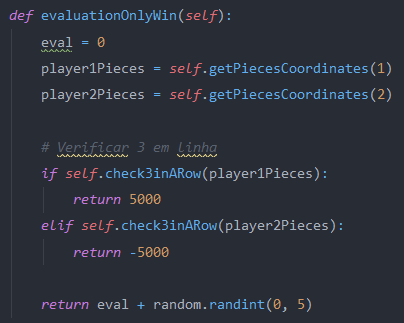 def evaluationOnlyWin(self):
    eval = 0
    player1Pieces = self.getPiecesCoordinates(1)
    player2Pieces = self.getPiecesCoordinates(2)

    # Verificar 3 em linha
    if self.check3inARow(player1Pieces):
        return 5000
    elif self.check3inARow(player2Pieces):
        return -5000

    return eval + random.randint(0, 5)